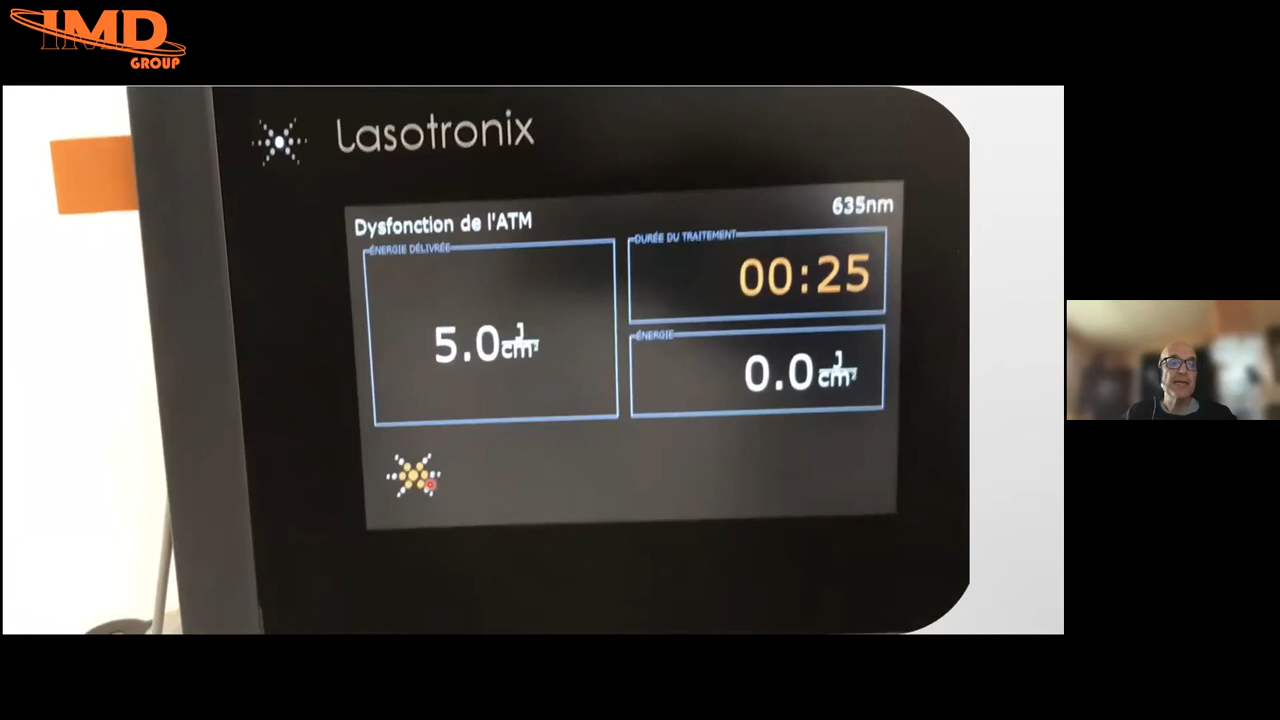 IMD
GROUP
Lasotronix
Dysfonction de l'ATM
635nm
ÉNERGIE DÉLIVRÉE
DURÉE DU TRAITEMENT
00:25
5.0 J/cm²
ÉNERGIE
0.0 J/cm²